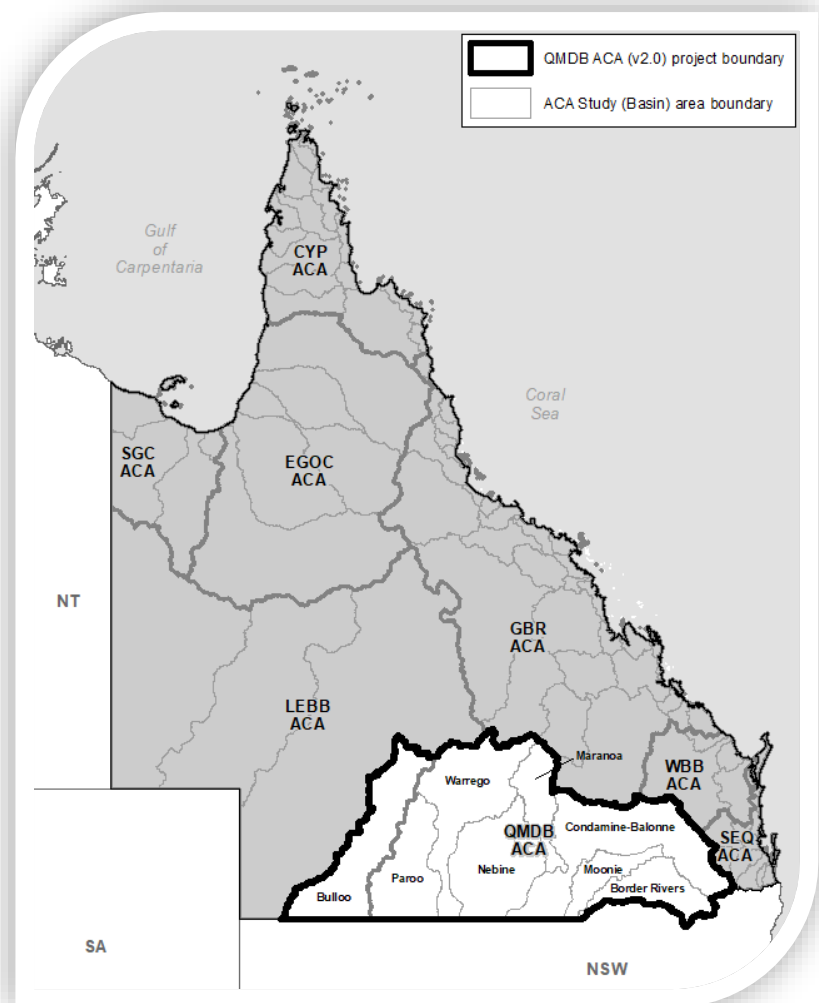 QMDB ACA (v2.0) project boundary
ACA Study (Basin) area boundary
Gulf
of
Carpentaria
CYP
ACA
Coral
Sea
SGC
ACA
EGOC
ACA
NT
GBR
ACA
LEBB
ACA
Maranoa
WBB
ACA
Warrego
QMDB
ACA
Condamine-Balonne
SEQ
ACA
Paroo
Nebine
Moonie
Border Rivers
Bulloo
SA
NSW